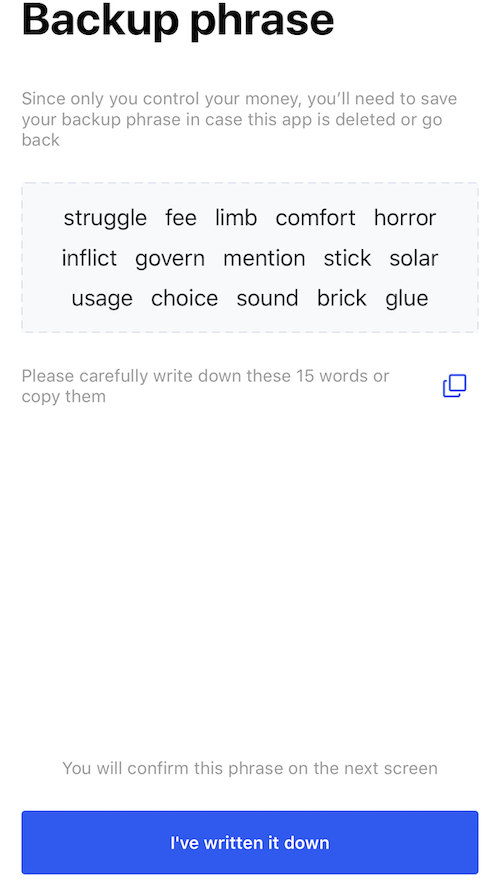 Backup phrase
Since only you control your money, you’ll need to save
your backup phrase in case this app is deleted or go
back
struggle fee limb comfort horror
inflict govern mention stick solar
usage choice sound brick glue
Please carefully write down these 15 words or
copy them
You will confirm this phrase on the next screen
I've written it down